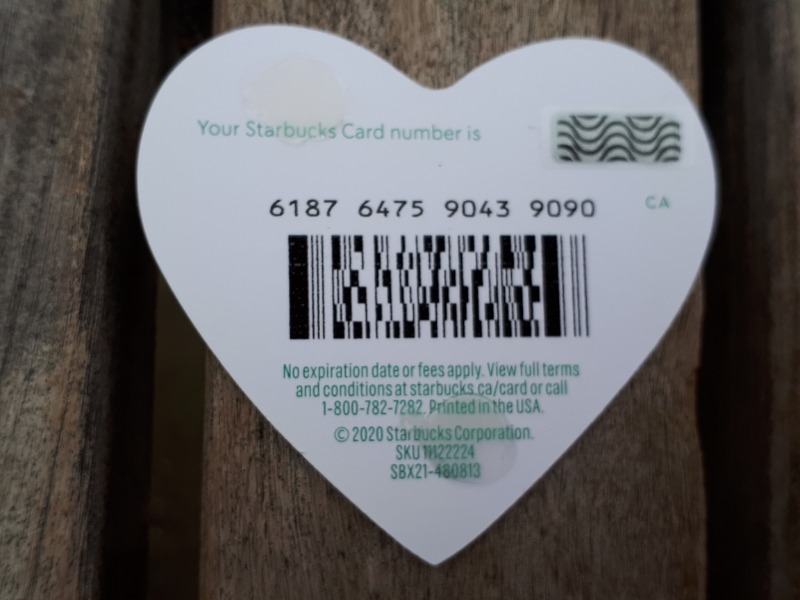 Your Starbucks Card number is
6187 6475 9043 9090
CA
No expiration date or fees apply. View full terms
and conditions at starbucks.ca/card or call
1-800-782-7282. Printed in the USA.
© 2020 Starbucks Corporation.
SKU 11122224
SBX21-480813